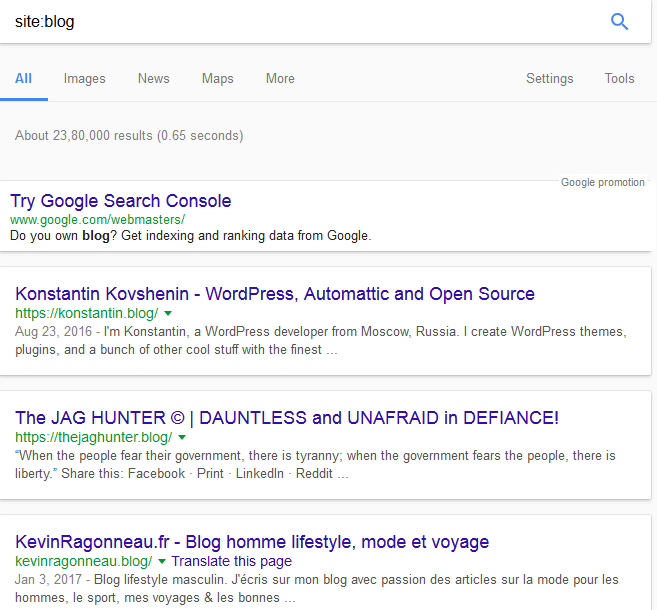 site:blog
All Images News Maps More Settings Tools
About 23,80,000 results (0.65 seconds)
Google promotion
Try Google Search Console
www.google.com/webmasters/
Do you own blog? Get indexing and ranking data from Google.
Konstantin Kovshenin - WordPress, Automattic and Open Source
https://konstantin.blog/
Aug 23, 2016 - I'm Konstantin, a WordPress developer from Moscow, Russia. I create WordPress themes,
plugins, and a bunch of other cool stuff with the finest ...
The JAG HUNTER © | DAUNTLESS and UNAFRAID in DEFIANCE!
https://thejaghunter.blog/
“When the people fear their government, there is tyranny; when the government fears the people, there is
liberty.” Share this: Facebook · Print · LinkedIn · Reddit ...
KevinRagonneau.fr - Blog homme lifestyle, mode et voyage
kevinragonneau.blog/ Translate this page
Jan 3, 2017 - Blog lifestyle masculin. J'écris sur mon blog avec passion des articles sur la mode pour les
hommes, le sport, mes voyages & les bonnes ...